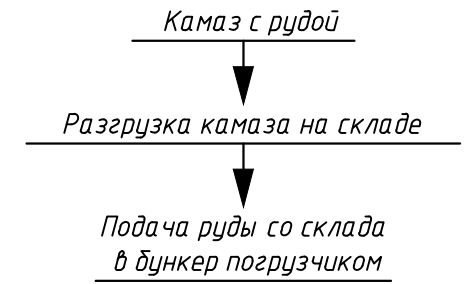 Камаз с рудой
Разгрузка камаза на складе
Подача руды со склада
в бункер погрузчиком